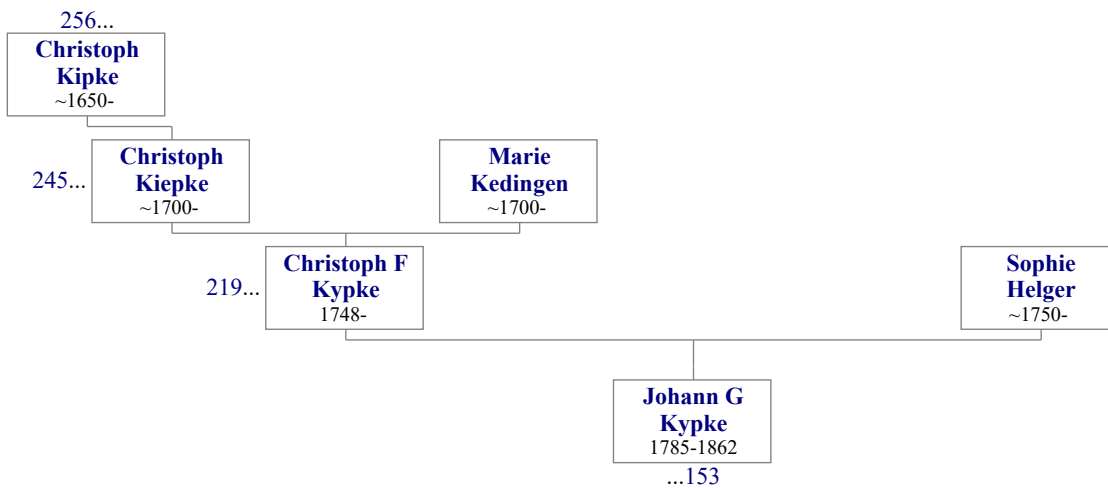 256...
Christoph
Kipke
~1650-
Christoph
Kiepke
~1700-
245...
Marie
Kedingen
~1700-
Christoph F
Kypke
1748-
219...
Sophie
Helger
~1750-
Johann G
Kypke
1785-1862
...153